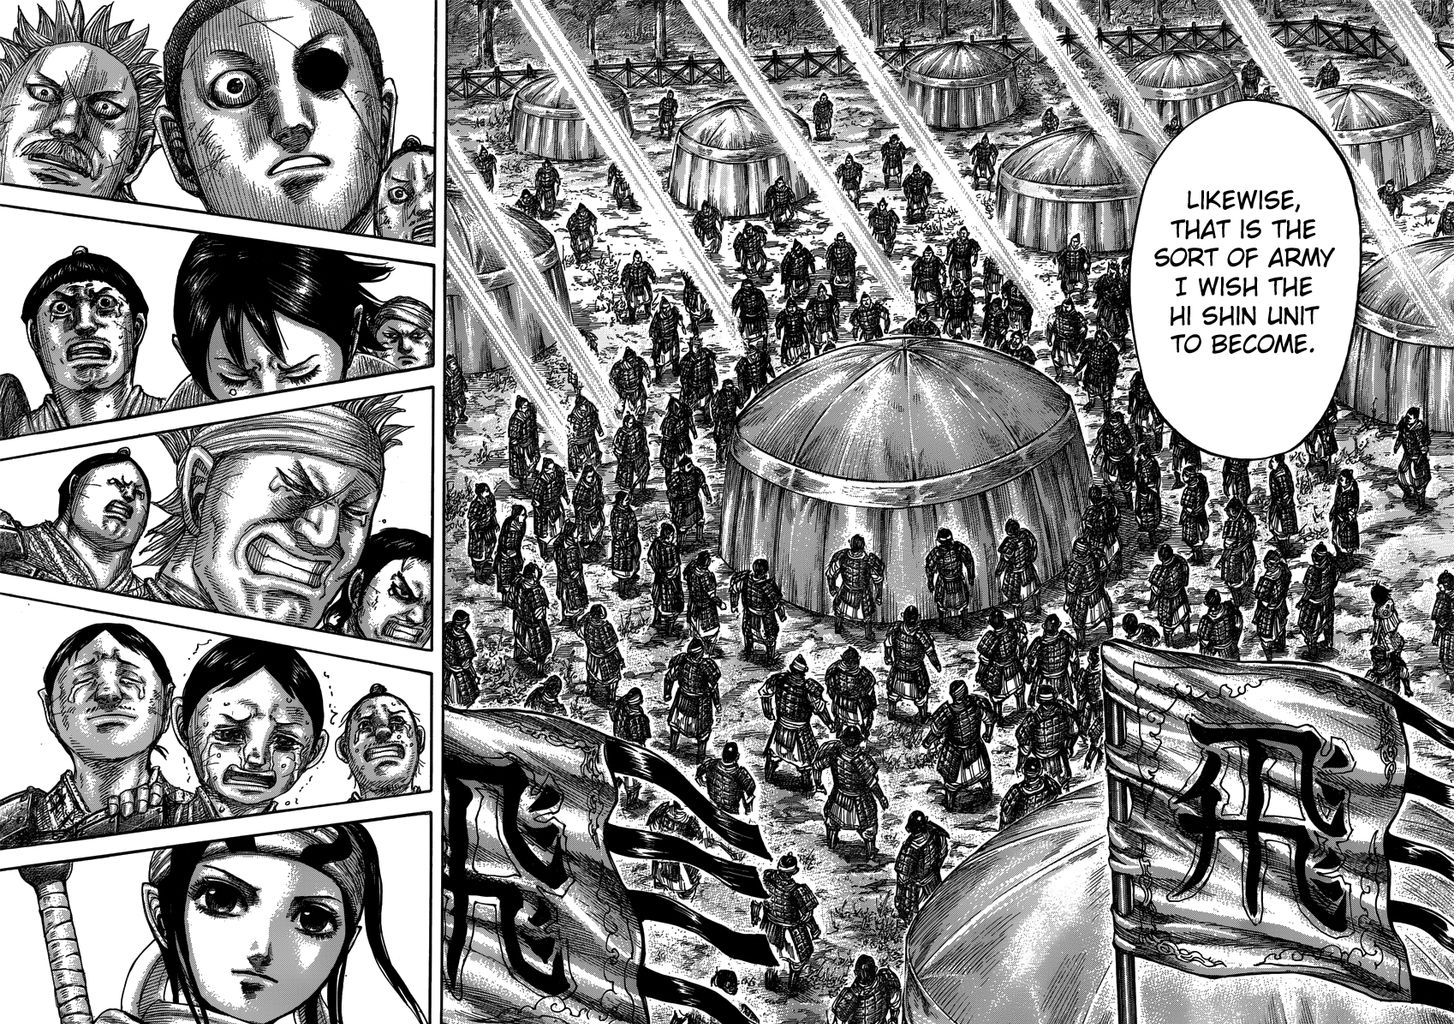 LIKEWISE,
THAT IS THE
SORT OF ARMY
I WISH THE
HI SHIN UNIT
TO BECOME.
飛
飛